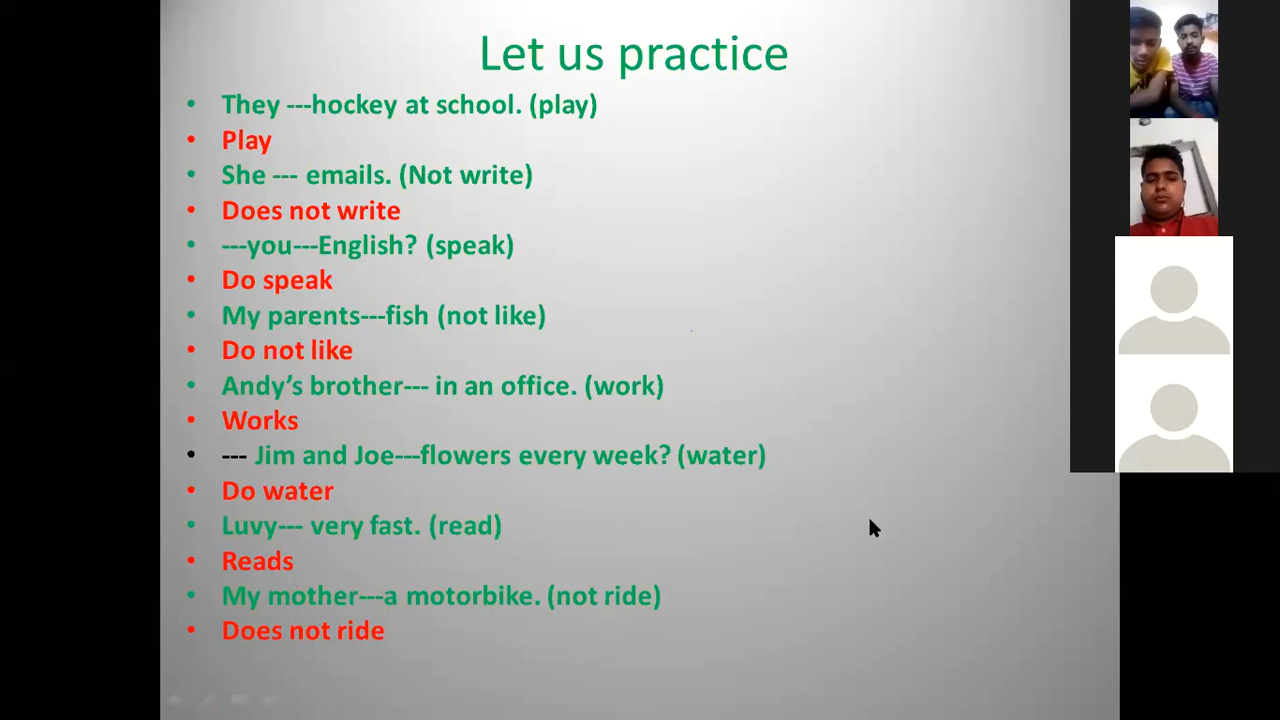 Let us practice
• They ---hockey at school. (play)
• Play
• She --- emails. (Not write)
• Does not write
• ---you---English? (speak)
• Do speak
• My parents---fish (not like)
• Do not like
• Andy’s brother--- in an office. (work)
• Works
• --- Jim and Joe---flowers every week? (water)
• Do water
• Luvy--- very fast. (read)
• Reads
• My mother---a motorbike. (not ride)
• Does not ride